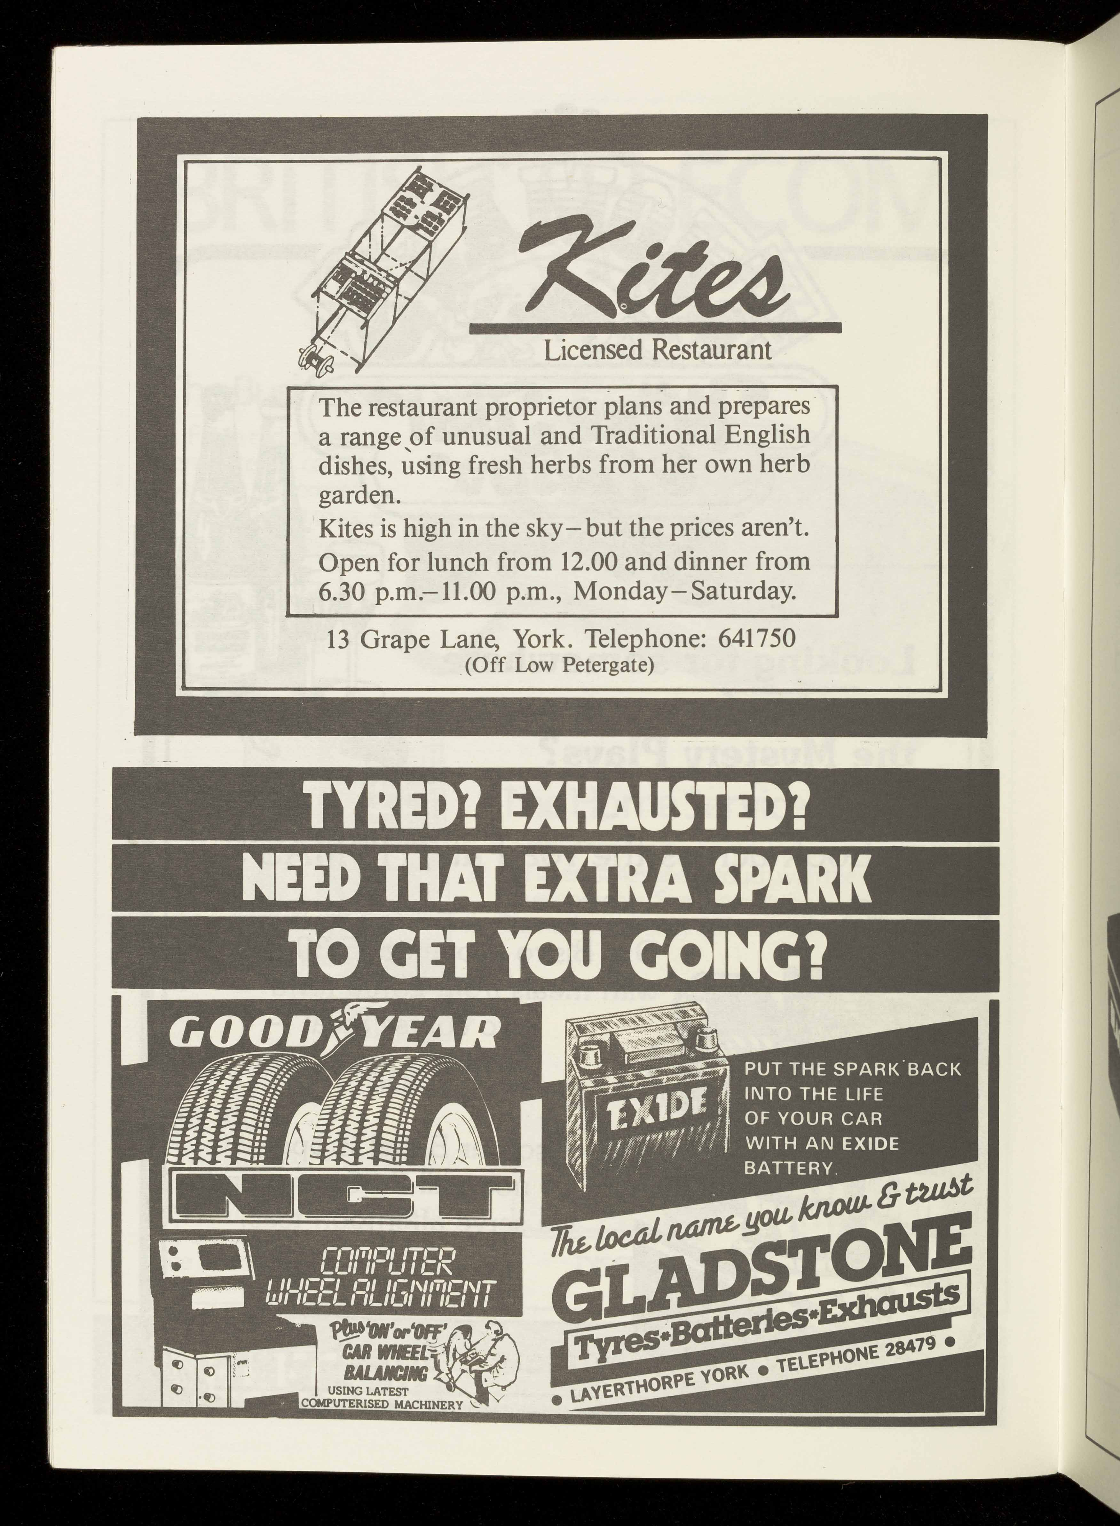 Kites
Licensed Restaurant
The restaurant proprietor plans and prepares
a range of unusual and Traditional English
dishes, using fresh herbs from her own herb
garden.
Kites is high in the sky–but the prices aren't.
Open for lunch from 12.00 and dinner from
6.30 p.m.–11.00 p.m., Monday–Saturday.
13 Grape Lane, York. Telephone: 641750
(Off Low Petergate)
TYRED? EXHAUSTED?
NEED THAT EXTRA SPARK
TO GET YOU GOING?
GOODYEAR
NCT
COMPUTER
WHEEL ALIGNMENT
Plus 'ON' or 'OFF'
CAR WHEEL
BALANCING
USING LATEST
COMPUTERISED MACHINERY
EXIDE
PUT THE SPARK BACK
INTO THE LIFE
OF YOUR CAR
WITH AN EXIDE
BATTERY.
The local name you know & trust
GLADSTONE
Tyres*Batteries*Exhausts
• LAYERTHORPE YORK • TELEPHONE 28479 •